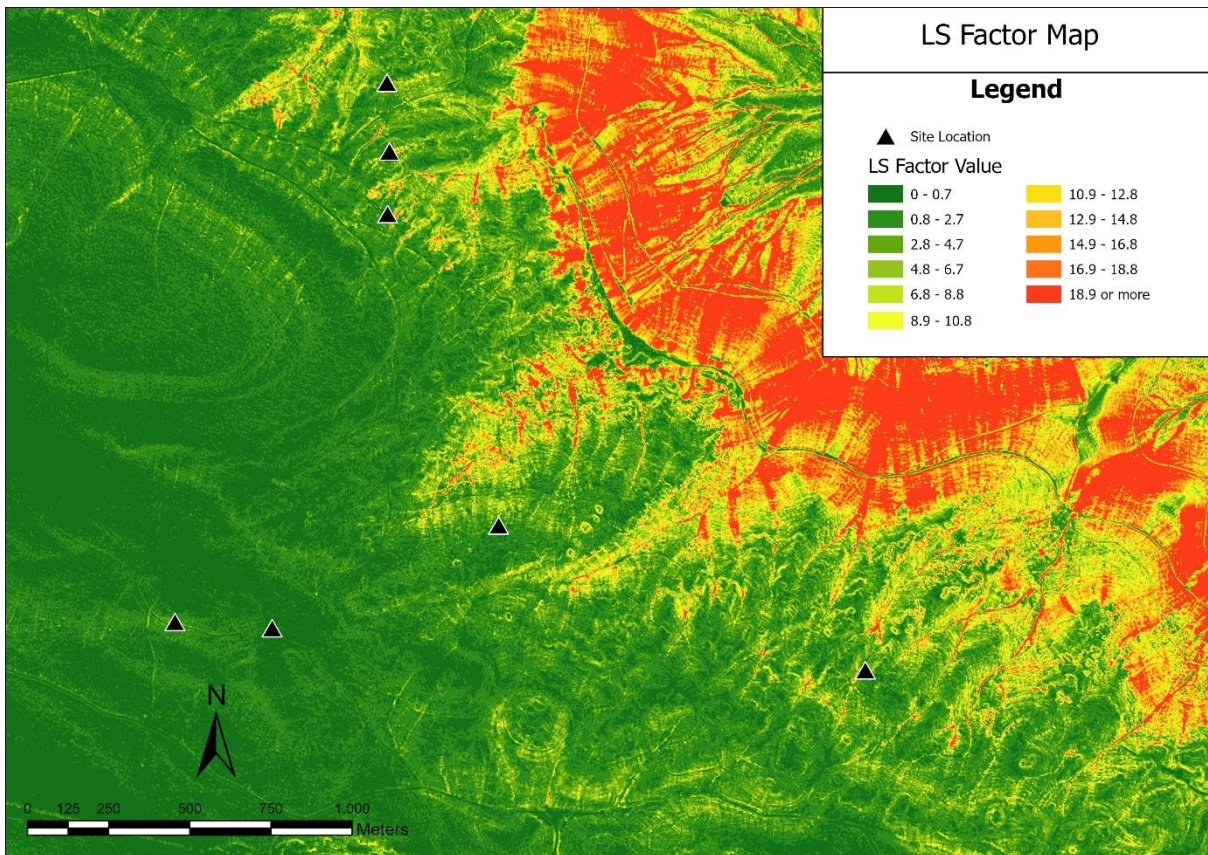 LS Factor Map
Legend
Site Location
LS Factor Value
0 - 0.7
0.8 - 2.7
2.8 - 4.7
4.8 - 6.7
6.8 - 8.8
8.9 - 10.8
10.9 - 12.8
12.9 - 14.8
14.9 - 16.8
16.9 - 18.8
18.9 or more
N
0 125 250 500 750 1.000
Meters